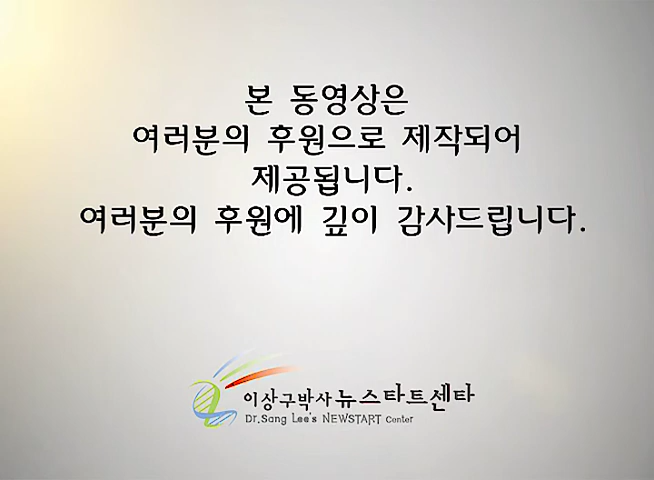 본 동영상은
여러분의 후원으로 제작되어
제공됩니다.
여러분의 후원에 깊이 감사드립니다.
이상구박사 뉴스타트센타
Dr.Sang Lee's NEWSTART Center